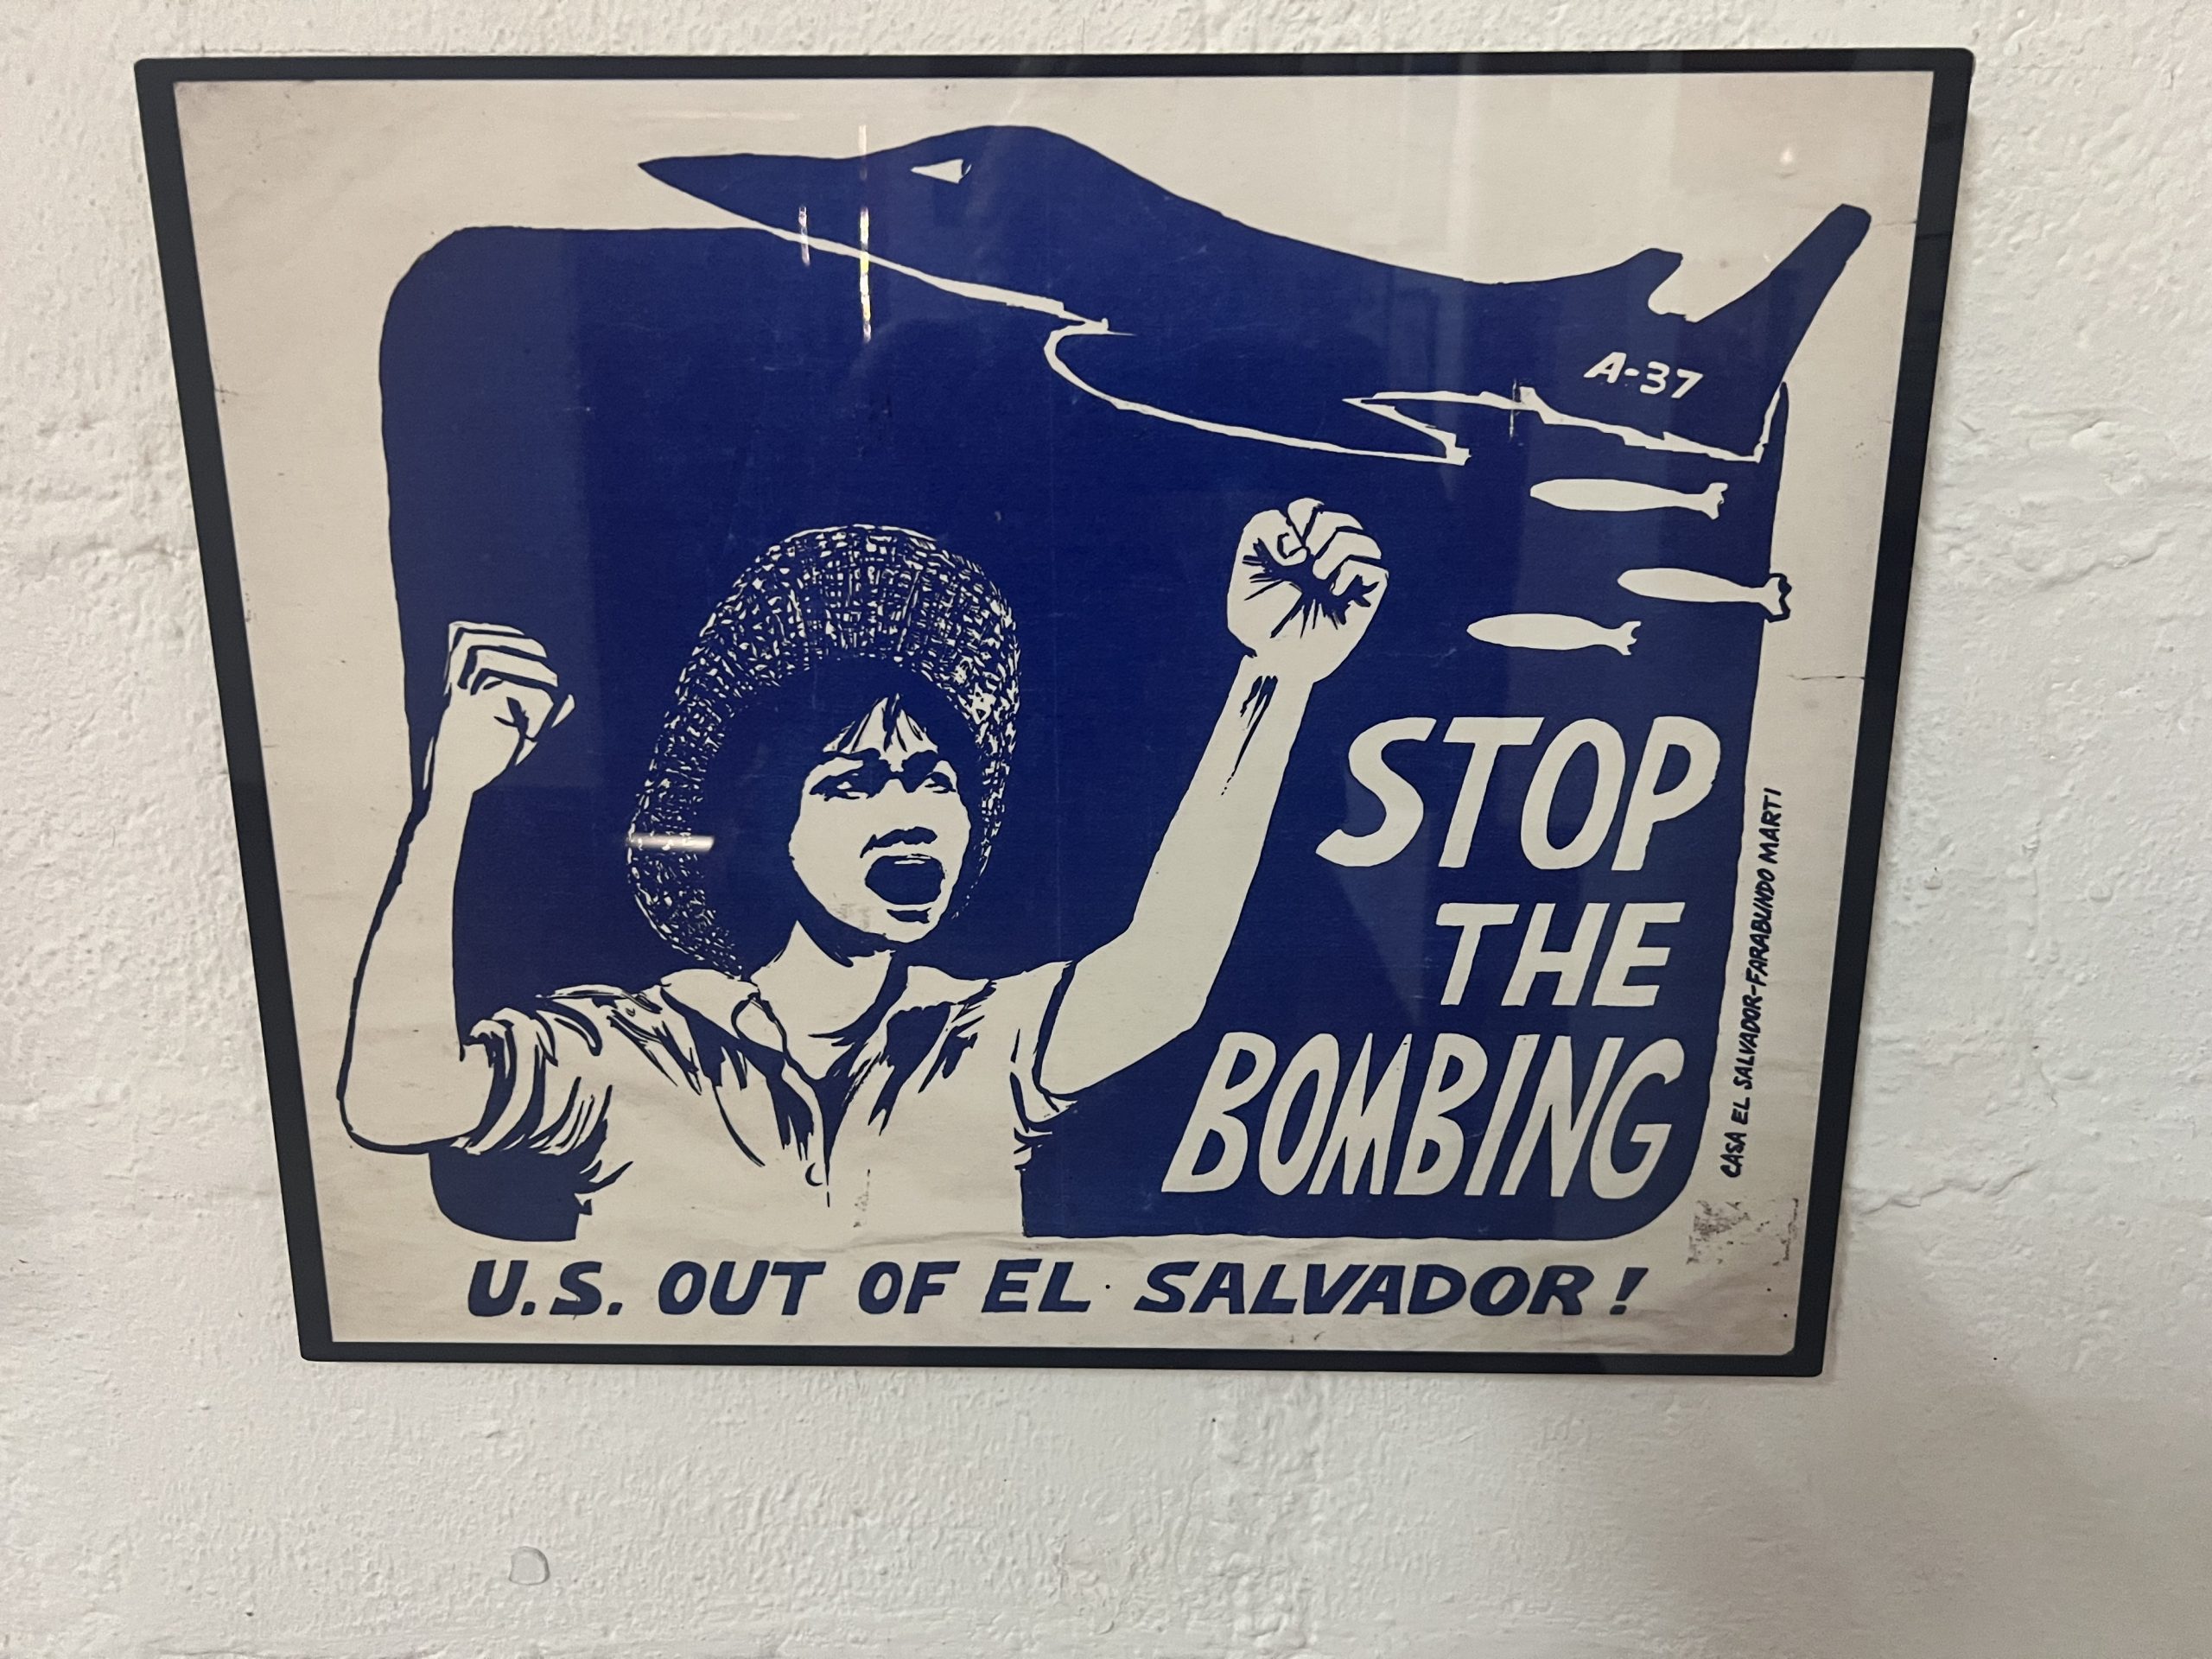 A-37
STOP
THE
BOMBING
CASA EL SALVADOR-FARABUNDO MARTI
U.S. OUT OF EL SALVADOR!